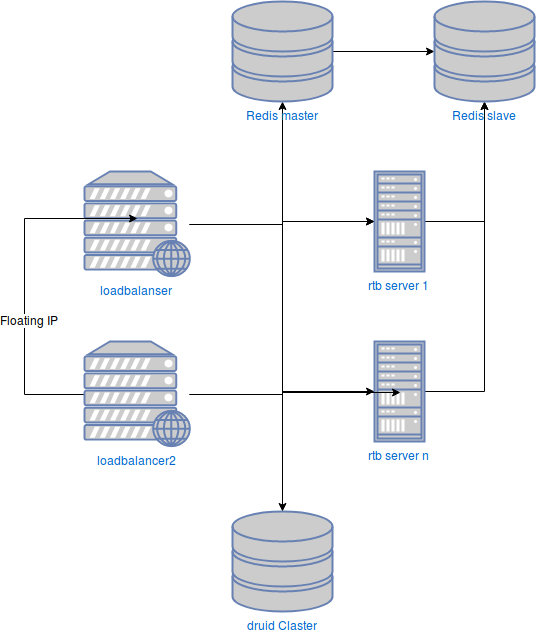 Redis master
Redis slave
loadbalanser
rtb server 1
Floating IP
loadbalancer2
rtb server n
druid Claster